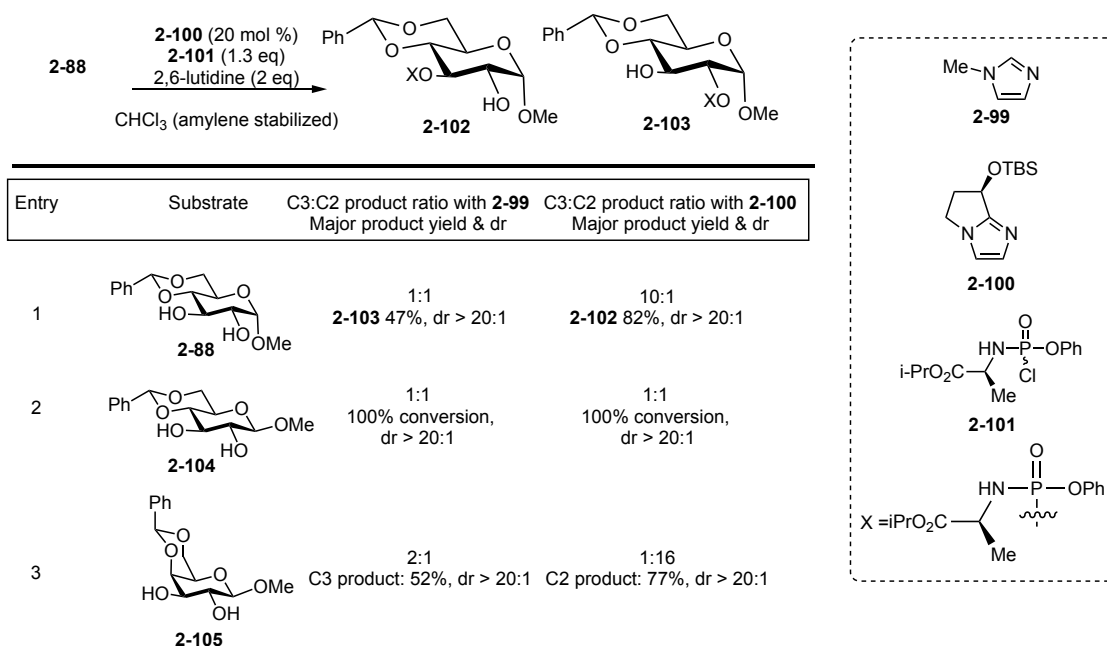 2-88
2-100 (20 mol %)
2-101 (1.3 eq)
2,6-lutidine (2 eq)
CHCl3 (amylene stabilized)
Ph
O
O
O
XO
HO
OMe
2-102
Ph
O
O
O
HO
XO
OMe
2-103
Entry
Substrate
C3:C2 product ratio with 2-99
Major product yield & dr
C3:C2 product ratio with 2-100
Major product yield & dr
1
Ph
O
O
O
HO
HO
OMe
2-88
1:1
2-103 47%, dr > 20:1
10:1
2-102 82%, dr > 20:1
2
Ph
O
O
O
HO
OMe
OH
2-104
1:1
100% conversion,
dr > 20:1
1:1
100% conversion,
dr > 20:1
3
Ph
O
O
O
OMe
HO
OH
2-105
2:1
C3 product: 52%, dr > 20:1
1:16
C2 product: 77%, dr > 20:1
Me
N
N
2-99
OTBS
N
N
2-100
O
HN
P
OPh
i-PrO2C
Cl
Me
2-101
O
HN
P
OPh
X =iPrO2C
Me